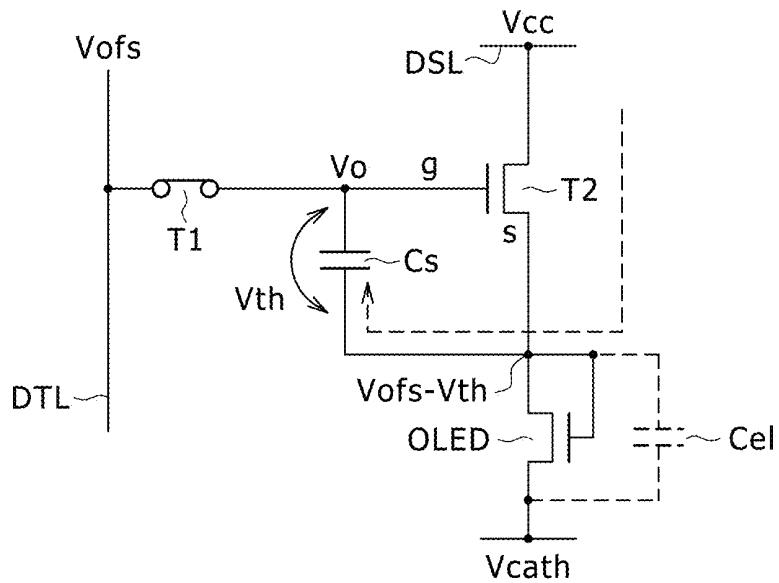 Vofs
Vcc
DSL
Vo
g
T2
T1
s
Cs
Vth
DTL
Vofs-Vth
OLED
Cel
Vcath